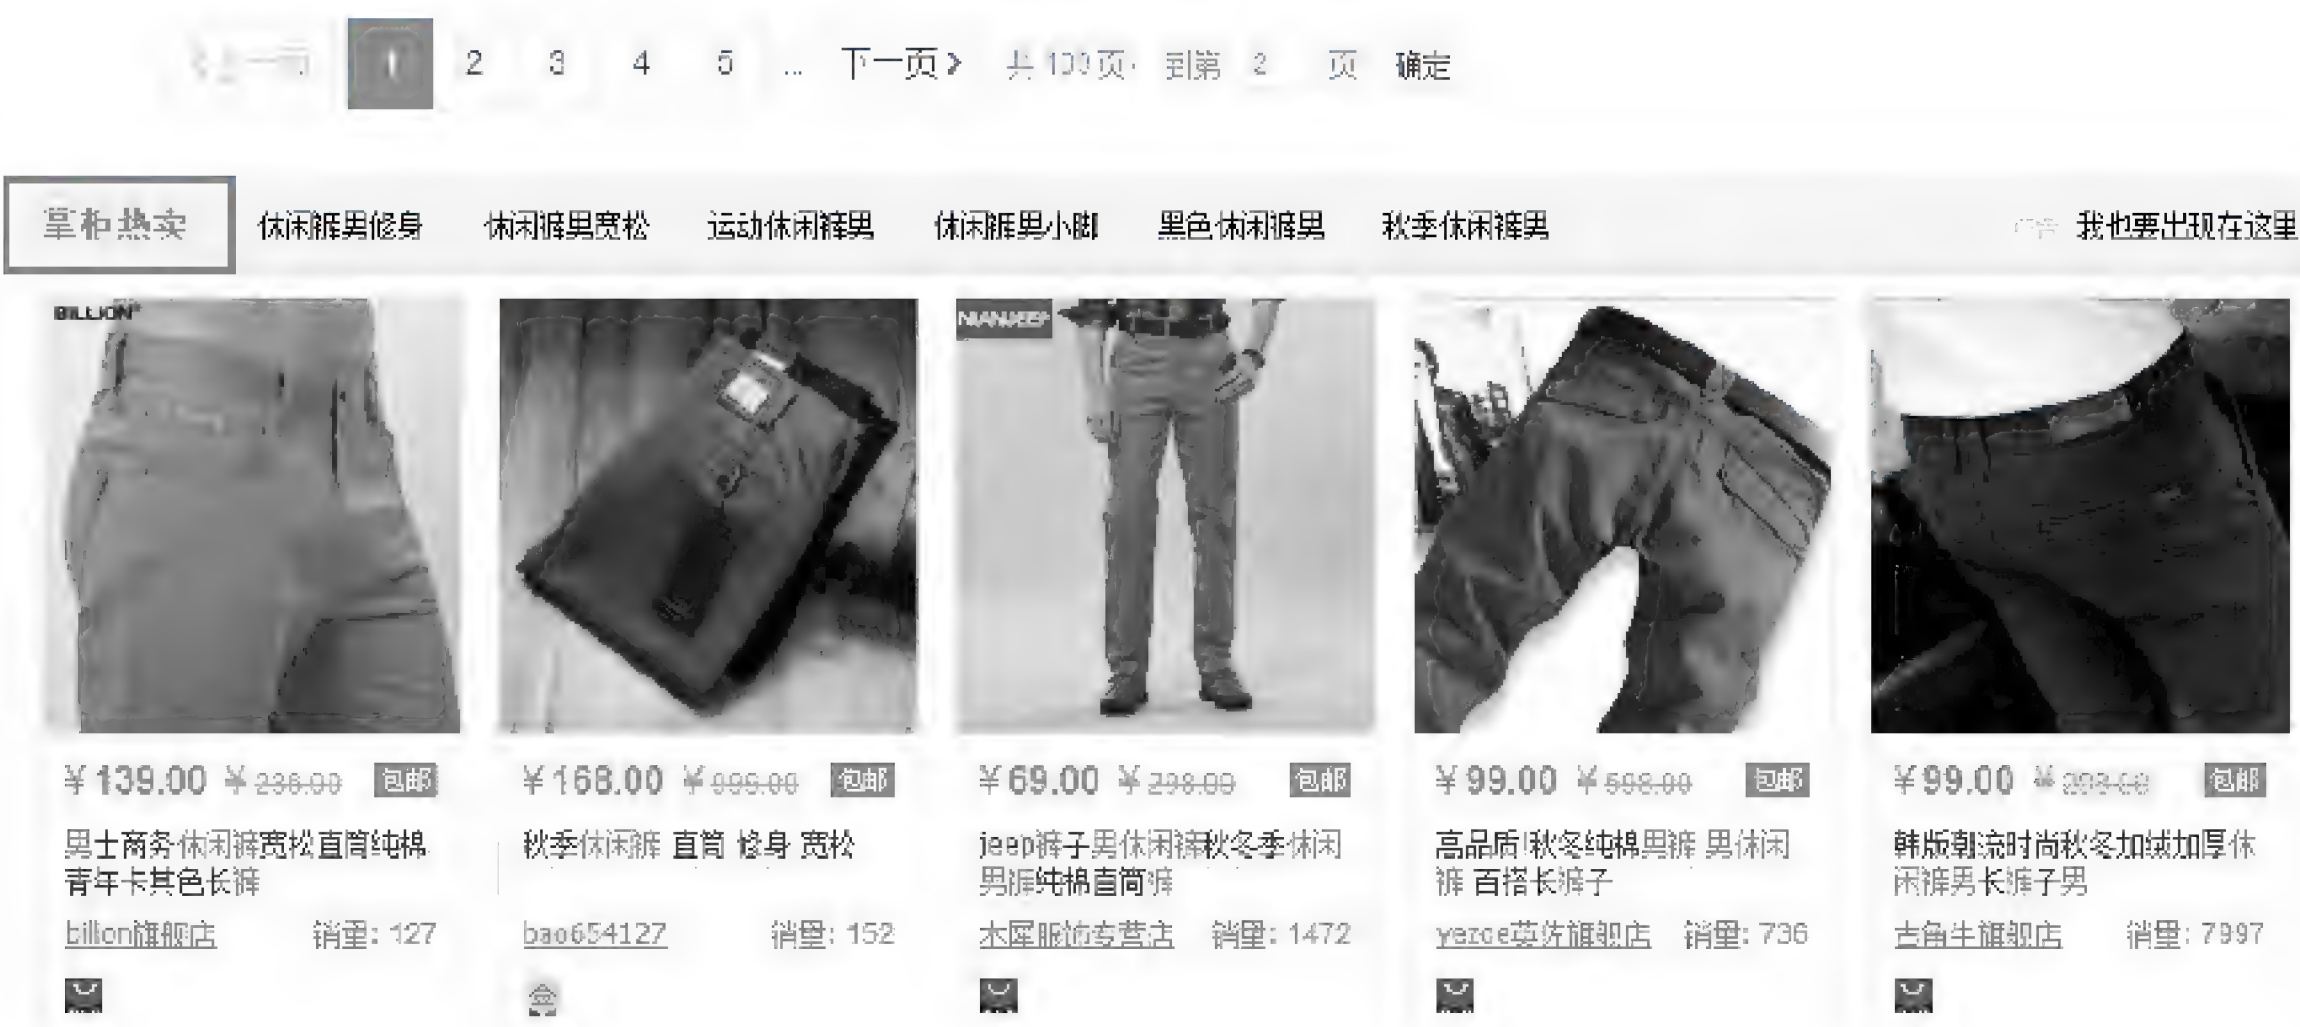 上一页 1 2 3 4 5 ... 下一页 > 共 100页, 到第 2 页 确定
掌柜热卖 休闲裤男修身 休闲裤男宽松 运动休闲裤男 休闲裤男小脚 黑色休闲裤男 秋季休闲裤男 我也要出现在这里
BILLION NIANJEEP
¥139.00 包邮 ¥168.00 包邮 ¥69.00 ¥298.00 包邮 ¥99.00 ¥598.00 包邮 ¥99.00 包邮
男士商务休闲裤宽松直筒纯棉 秋季休闲裤 直筒 修身 宽松 jeep裤子男休闲裤秋冬季休闲 高品质!秋冬纯棉男裤 男休闲 韩版潮流时尚秋冬加绒加厚休
青年卡其色长裤 男裤纯棉直筒裤 裤 百搭长裤子 闲裤男长裤子男
billion旗舰店 销量: 127 bao654127 销量: 152 木犀服饰专营店 销量: 1472 yezoe英佐旗舰店 销量: 736 吉角牛旗舰店 销量: 7997